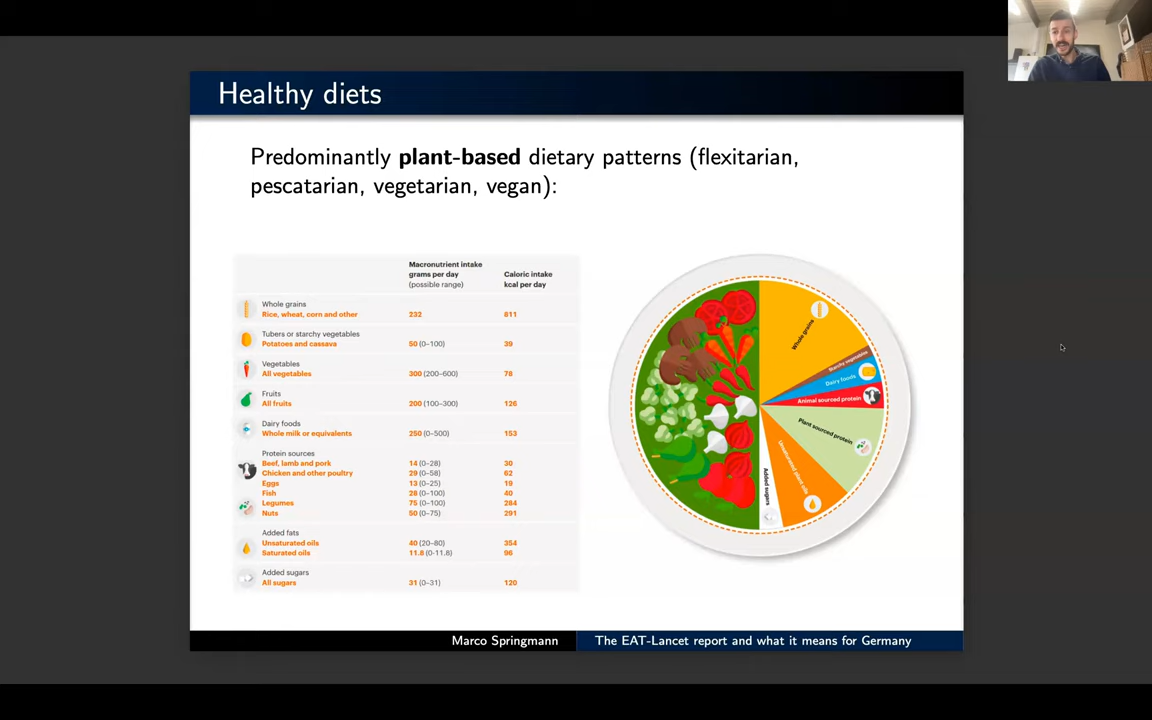 Healthy diets
Predominantly plant-based dietary patterns (flexitarian,
pescatarian, vegetarian, vegan):
Macronutrient intake
grams per day
(possible range)
Caloric intake
kcal per day
Whole grains
Rice, wheat, corn and other 232 811
Tubers or starchy vegetables
Potatoes and cassava 50 (0–100) 39
Vegetables
All vegetables 300 (200–600) 78
Fruits
All fruits 200 (100–300) 126
Dairy foods
Whole milk or equivalents 250 (0–500) 153
Protein sources
Beef, lamb and pork 14 (0–28) 30
Chicken and other poultry 29 (0–58) 62
Eggs 13 (0–25) 19
Fish 28 (0–100) 40
Legumes 75 (0–100) 284
Nuts 50 (0–75) 291
Added fats
Unsaturated oils 40 (20–80) 354
Saturated oils 11.8 (0-11.8) 96
Added sugars
All sugars 31 (0–31) 120
Whole grains
Starchy vegetables
Dairy foods
Animal sourced protein
Plant sourced protein
Unsaturated plant oils
Added sugars
Marco Springmann
The EAT-Lancet report and what it means for Germany